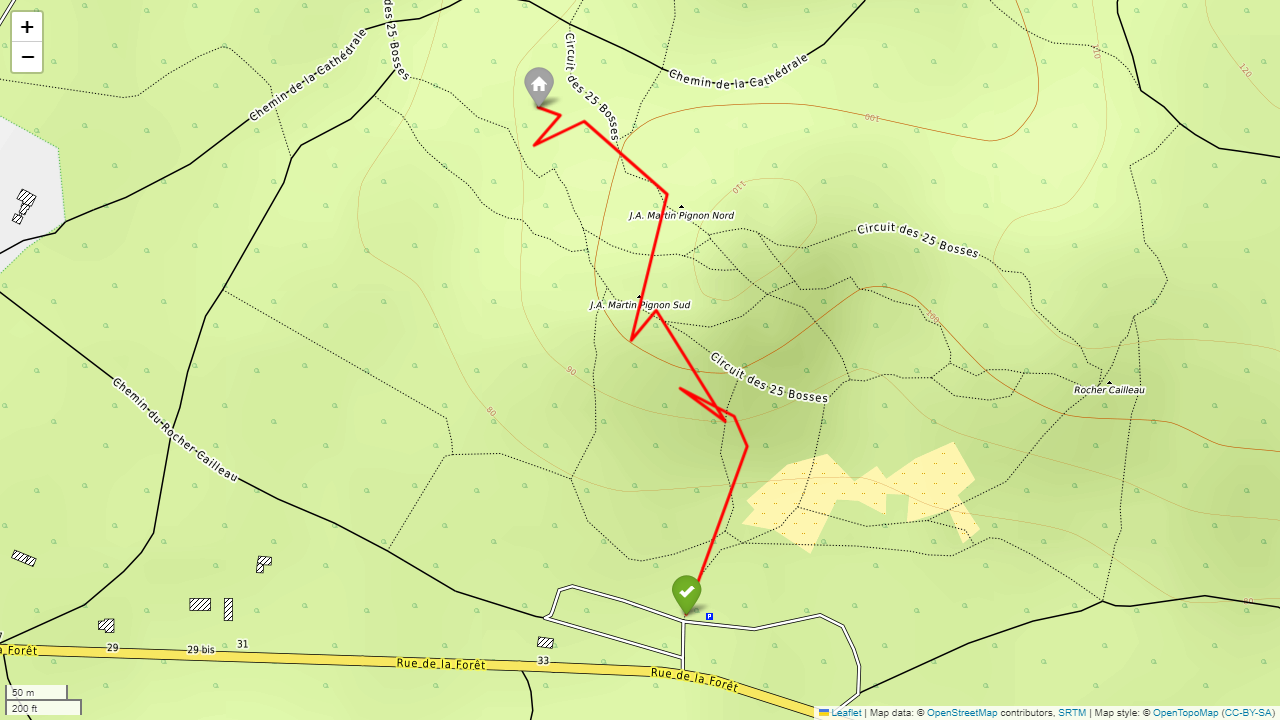 +
−
des 25 Bosses
Chemin-de-la-Cathédrale
Circuit des 25 Bosses
Chemin-de-la-Cathédrale
110
120
100
110
J.A. Martin Pignon Nord
Circuit des 25 Bosses
J.A. Martin Pignon Sud
100
90
Circuit des 25 Bosses
Rocher Cailleau
80
Chemin-du-Rocher-Cailleau
P
80
29
29 bis
31
33
a Forêt
Rue de la Forêt
Rue de la Forêt
50 m
200 ft
Leaflet | Map data: © OpenStreetMap contributors, SRTM | Map style: © OpenTopoMap (CC-BY-SA)